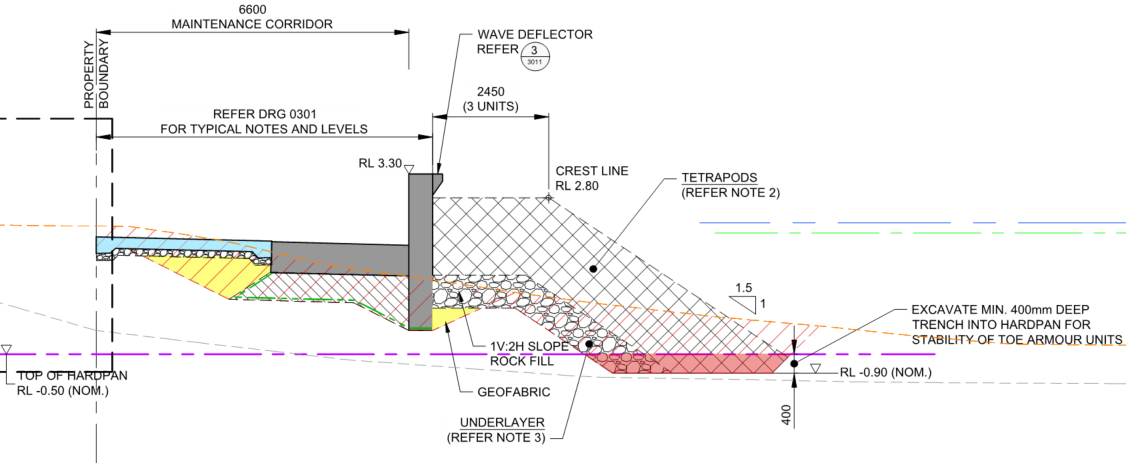 6600
MAINTENANCE CORRIDOR
PROPERTY
BOUNDARY
WAVE DEFLECTOR
REFER 3
3011
2450
(3 UNITS)
REFER DRG 0301
FOR TYPICAL NOTES AND LEVELS
RL 3.30
CREST LINE
RL 2.80
TETRAPODS
(REFER NOTE 2)
1.5
1
EXCAVATE MIN. 400mm DEEP
TRENCH INTO HARDPAN FOR
STABILITY OF TOE ARMOUR UNITS
1V:2H SLOPE
ROCK FILL
TOP OF HARDPAN
RL -0.50 (NOM.)
RL -0.90 (NOM.)
GEOFABRIC
400
UNDERLAYER
(REFER NOTE 3)